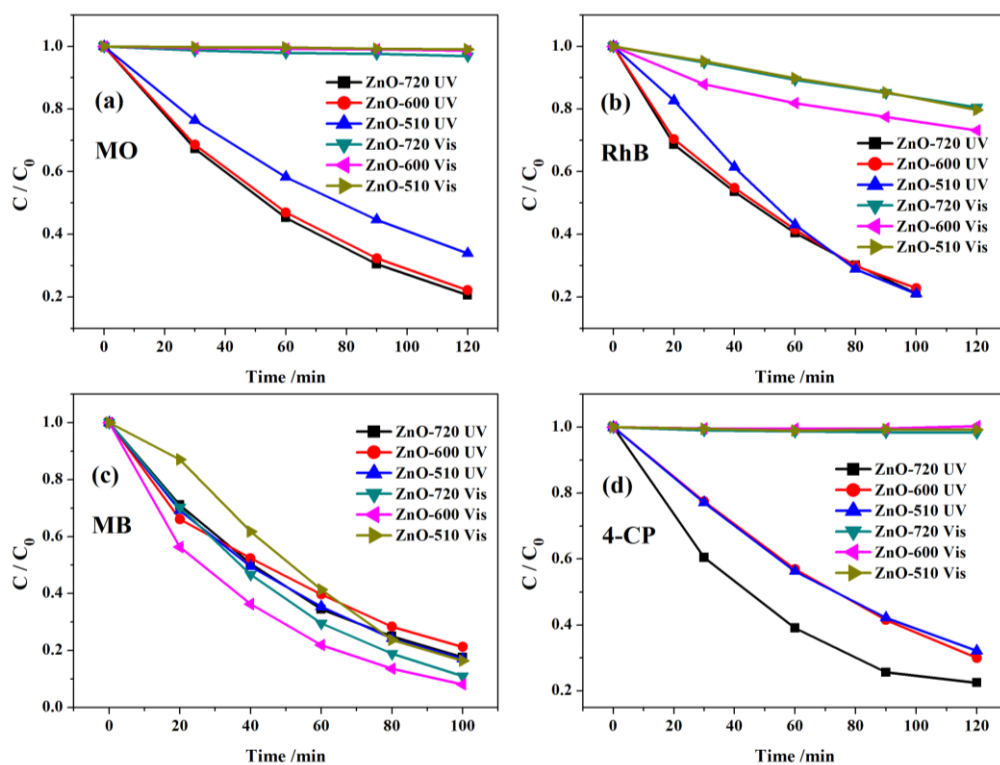 (a)
MO
ZnO-720 UV
ZnO-600 UV
ZnO-510 UV
ZnO-720 Vis
ZnO-600 Vis
ZnO-510 Vis
C / C0
1.0
0.8
0.6
0.4
0.2
0 20 40 60 80 100 120
Time /min
(b)
RhB
ZnO-720 UV
ZnO-600 UV
ZnO-510 UV
ZnO-720 Vis
ZnO-600 Vis
ZnO-510 Vis
C / C0
1.0
0.8
0.6
0.4
0.2
0 20 40 60 80 100 120
Time /min
(c)
MB
ZnO-720 UV
ZnO-600 UV
ZnO-510 UV
ZnO-720 Vis
ZnO-600 Vis
ZnO-510 Vis
C / C0
1.0
0.8
0.6
0.4
0.2
0.0
0 20 40 60 80 100
Time /min
(d)
4-CP
ZnO-720 UV
ZnO-600 UV
ZnO-510 UV
ZnO-720 Vis
ZnO-600 Vis
ZnO-510 Vis
C / C0
1.0
0.8
0.6
0.4
0.2
0 20 40 60 80 100 120
Time /min